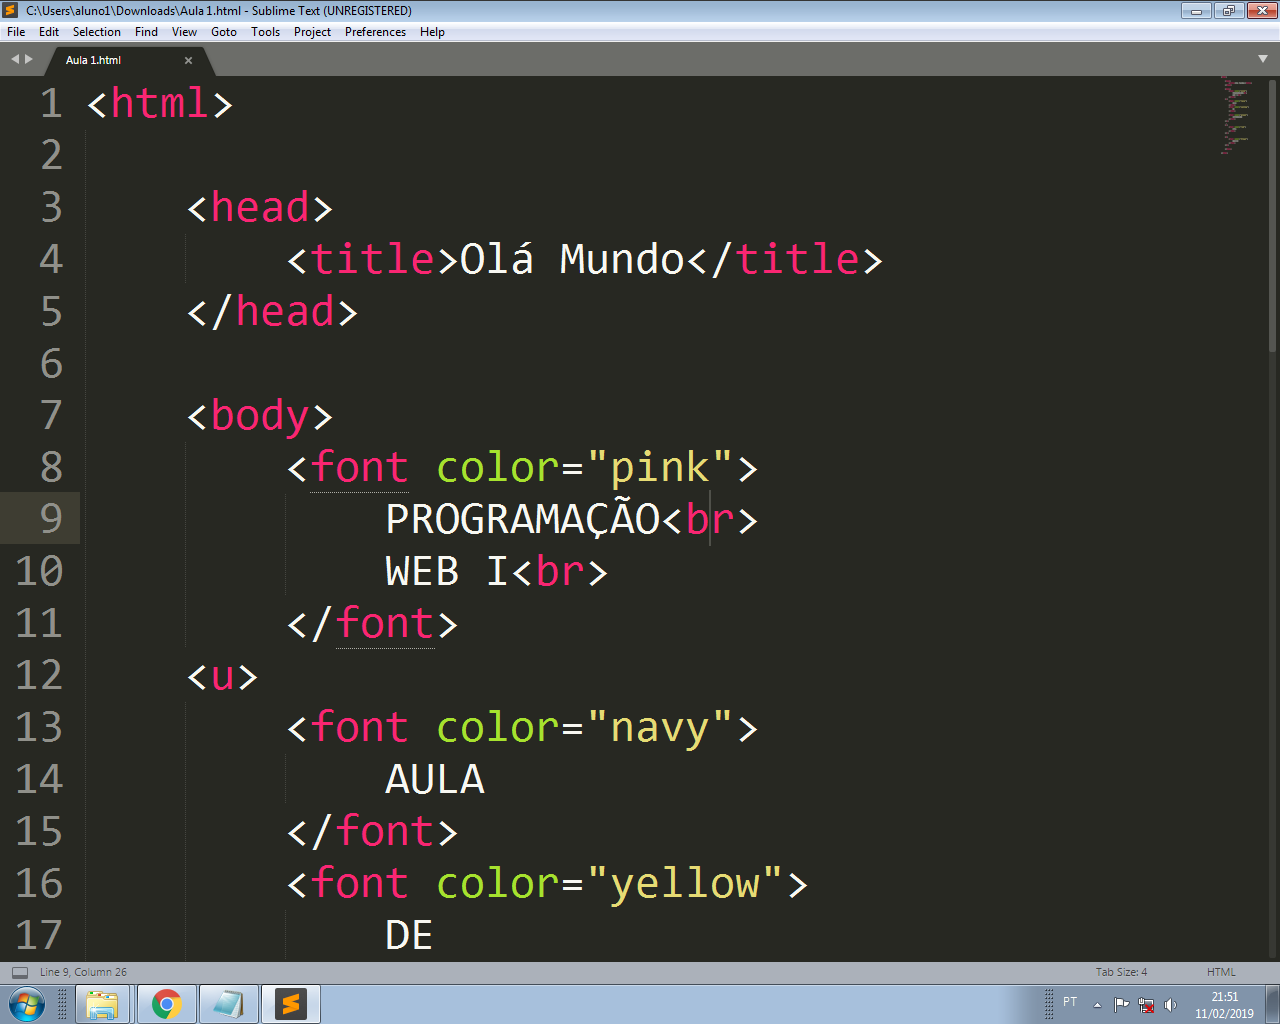 C:\Users\aluno1\Downloads\Aula 1.html - Sublime Text (UNREGISTERED)
File Edit Selection Find View Goto Tools Project Preferences Help
Aula 1.html
1 <html>
2
3 <head>
4 <title>Olá Mundo</title>
5 </head>
6
7 <body>
8 <font color="pink">
9 PROGRAMAÇÃO<br>
10 WEB I<br>
11 </font>
12 <u>
13 <font color="navy">
14 AULA
15 </font>
16 <font color="yellow">
17 DE
Line 9, Column 26 Tab Size: 4 HTML
PT 21:51
11/02/2019